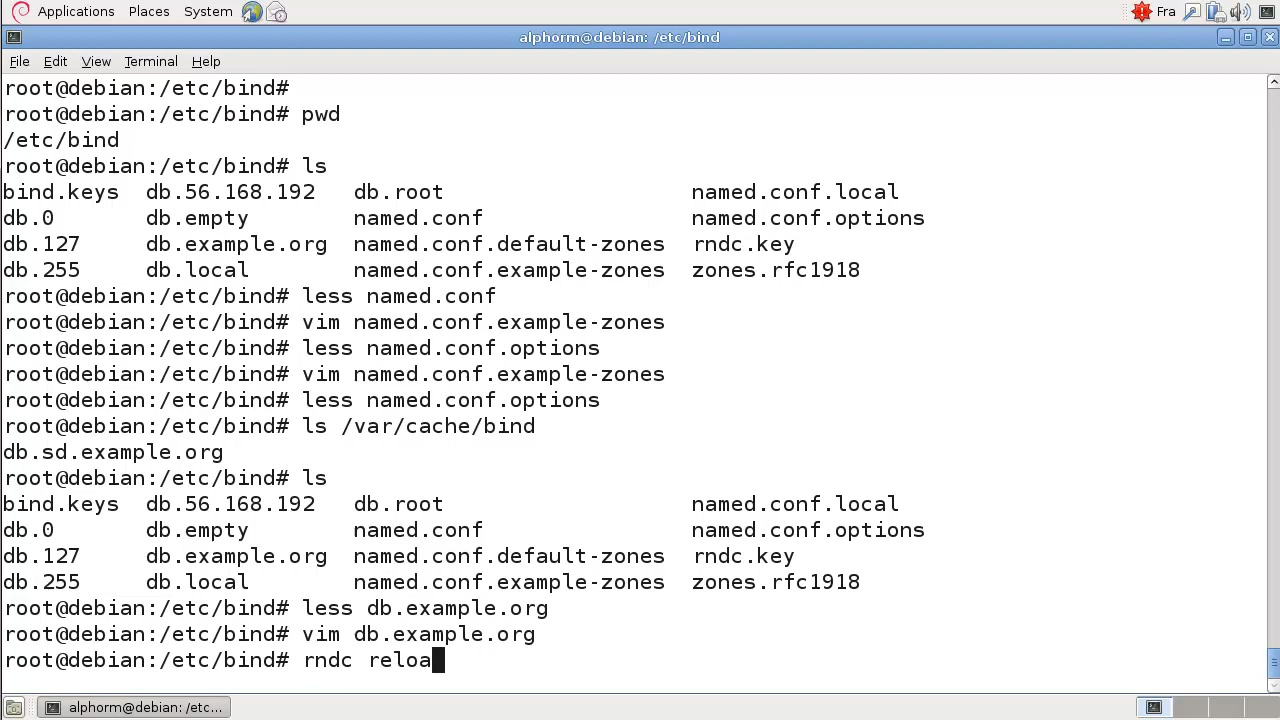 Applications Places System Fra
alphorm@debian: /etc/bind
File Edit View Terminal Help
root@debian:/etc/bind#
root@debian:/etc/bind# pwd
/etc/bind
root@debian:/etc/bind# ls
bind.keys db.56.168.192 db.root named.conf.local
db.0 db.empty named.conf named.conf.options
db.127 db.example.org named.conf.default-zones rndc.key
db.255 db.local named.conf.example-zones zones.rfc1918
root@debian:/etc/bind# less named.conf
root@debian:/etc/bind# vim named.conf.example-zones
root@debian:/etc/bind# less named.conf.options
root@debian:/etc/bind# vim named.conf.example-zones
root@debian:/etc/bind# less named.conf.options
root@debian:/etc/bind# ls /var/cache/bind
db.sd.example.org
root@debian:/etc/bind# ls
bind.keys db.56.168.192 db.root named.conf.local
db.0 db.empty named.conf named.conf.options
db.127 db.example.org named.conf.default-zones rndc.key
db.255 db.local named.conf.example-zones zones.rfc1918
root@debian:/etc/bind# less db.example.org
root@debian:/etc/bind# vim db.example.org
root@debian:/etc/bind# rndc reloa
alphorm@debian: /etc...